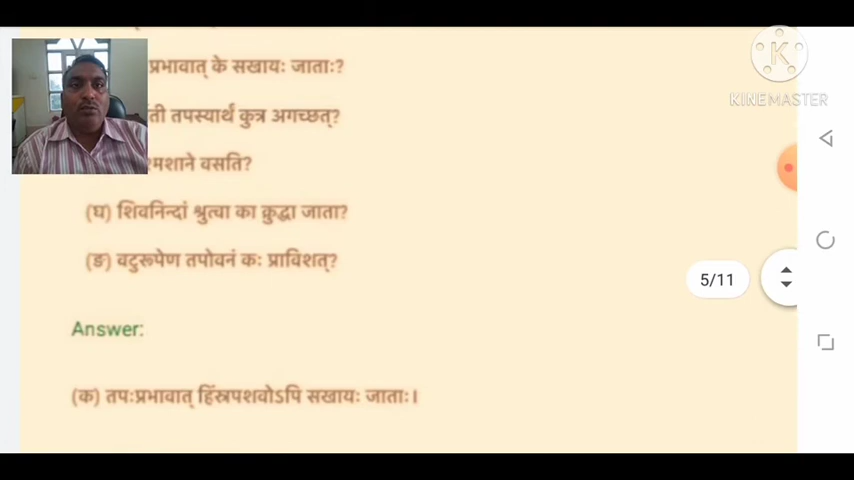 प्रभावात् के सखायः जाताः?
KINEMASTER
तपस्यार्थं कुत्र अगच्छत्?
वसति?
(घ) शिवनिन्दां श्रुत्वा का क्रुद्धा जाता?
(ङ) वटुरूपेण तपोवनं कः प्राविशत्?
5/11
Answer:
(क) तपःप्रभावात् हिंस्रपशवोऽपि सखायः जाताः।